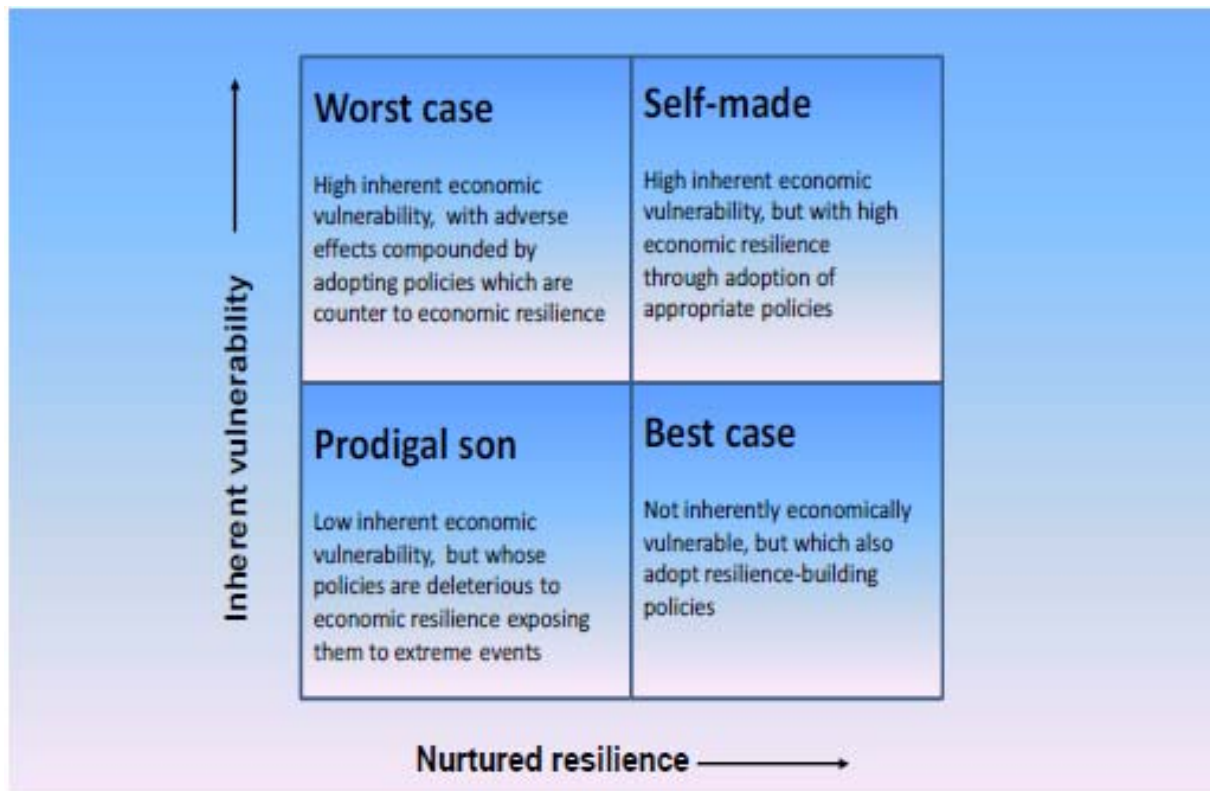 Worst case
High inherent economic
vulnerability, with adverse
effects compounded by
adopting policies which are
counter to economic resilience
Self-made
High inherent economic
vulnerability, but with high
economic resilience
through adoption of
appropriate policies
Prodigal son
Low inherent economic
vulnerability, but whose
policies are deleterious to
economic resilience exposing
them to extreme events
Best case
Not inherently economically
vulnerable, but which also
adopt resilience-building
policies
Inherent vulnerability
Nurtured resilience